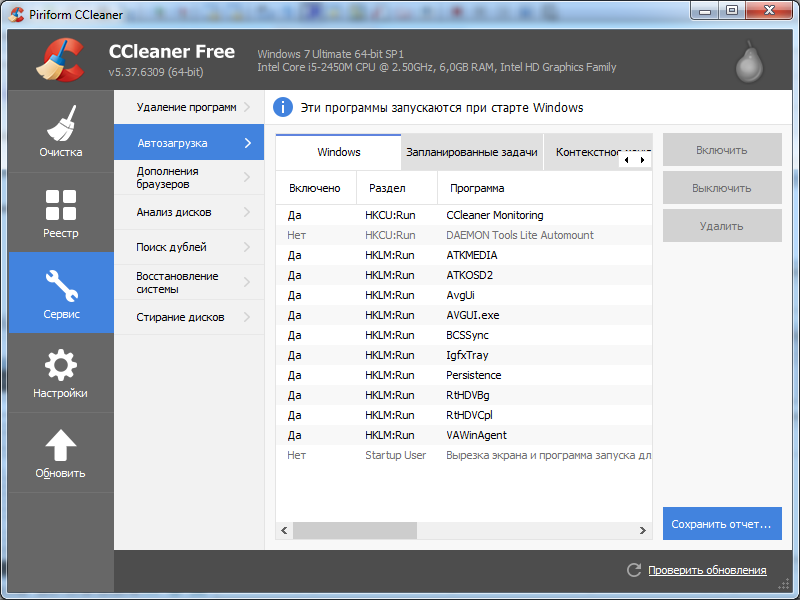 Piriform CCleaner
CCleaner Free
v5.37.6309 (64-bit)
Windows 7 Ultimate 64-bit SP1
Intel Core i5-2450M CPU @ 2.50GHz, 6,0GB RAM, Intel HD Graphics Family
Очистка
Реестр
Сервис
Настройки
Обновить
Удаление программ
Автозагрузка
Дополнения
браузеров
Анализ дисков
Поиск дублей
Восстановление
системы
Стирание дисков
Эти программы запускаются при старте Windows
Windows Запланированные задачи
Включено Раздел Программа
Да HKCU:Run CCleaner Monitoring
Нет HKCU:Run DAEMON Tools Lite Automount
Да HKLM:Run ATKMEDIA
Да HKLM:Run ATKOSD2
Да HKLM:Run AvgUi
Да HKLM:Run AVGUI.exe
Да HKLM:Run BCSSync
Да HKLM:Run IgfxTray
Да HKLM:Run Persistence
Да HKLM:Run RtHDVBg
Да HKLM:Run RtHDVCpl
Да HKLM:Run VAWinAgent
Нет Startup User Вырезка экрана и программа запуска дл
Включить
Выключить
Удалить
Сохранить отчет...
Проверить обновления